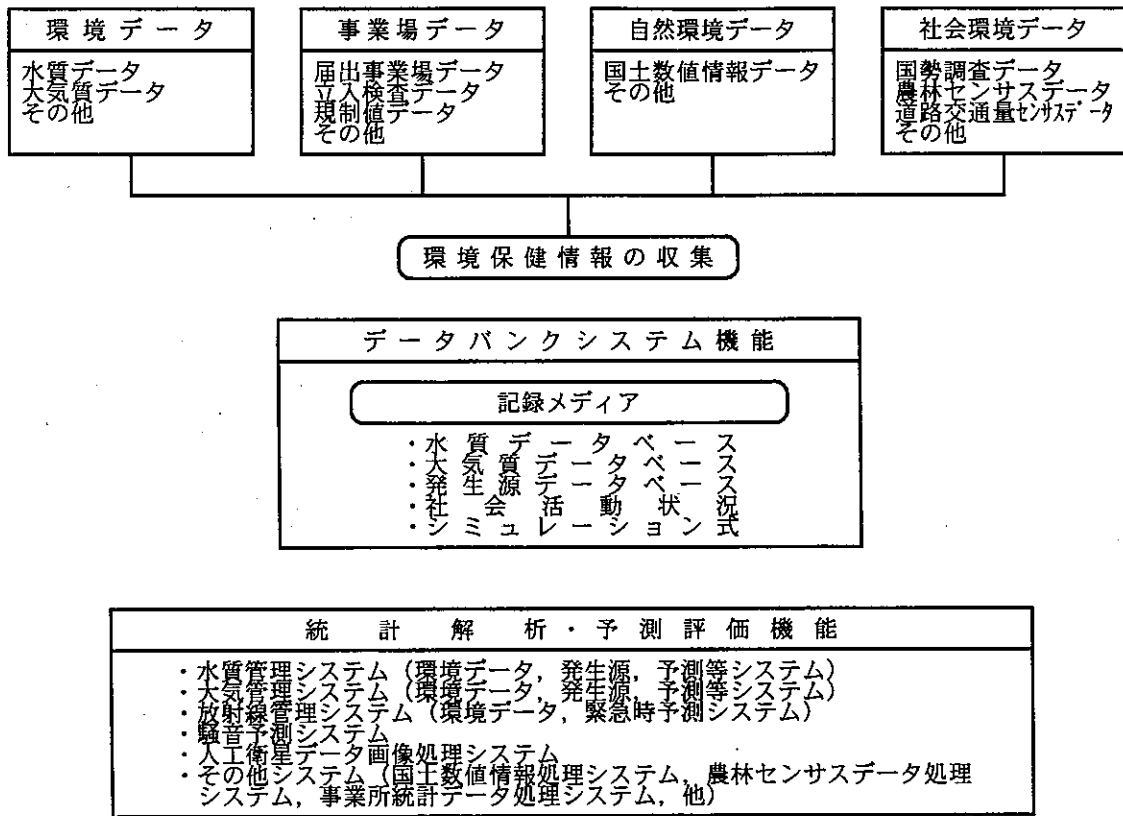 環境データ
水質データ
大気質データ
その他
事業場データ
届出事業場データ
立入検査データ
規制値データ
その他
自然環境データ
国土数値情報データ
その他
社会環境データ
国勢調査データ
農林センサスデータ
道路交通量センサスデータ
その他
環境保健情報の収集
データバンクシステム機能
記録メディア
・水質データベース
・大気質データベース
・発生源データベース
・社会活動状況
・シミュレーション式
統計解析・予測評価機能
・水質管理システム（環境データ，発生源，予測等システム）
・大気管理システム（環境データ，発生源，予測等システム）
・放射線管理システム（環境データ，緊急時予測システム）
・騒音予測システム
・人工衛星データ画像処理システム
・その他システム（国土数値情報処理システム，農林センサスデータ処理
システム，事業所統計データ処理システム，他）